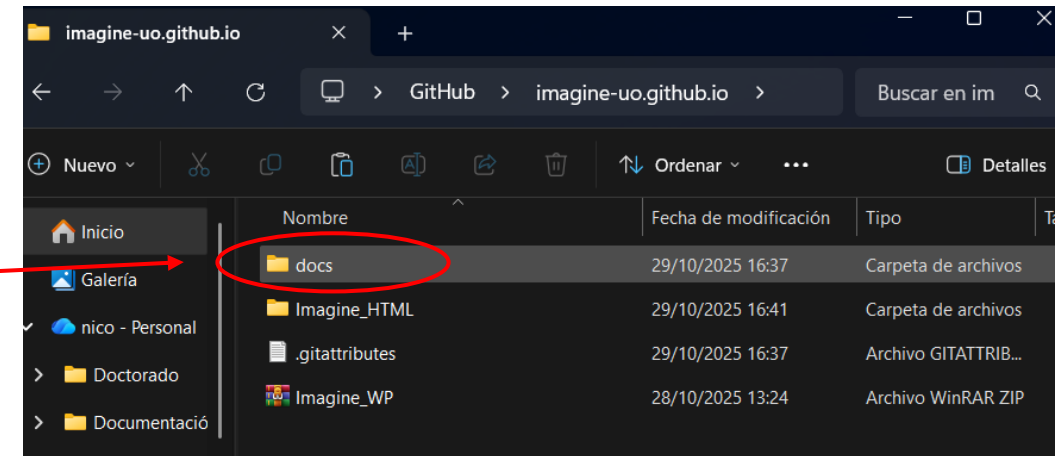 imagine-uo.github.io
GitHub > imagine-uo.github.io > Buscar en im
Nuevo Ordenar Detalles
Nombre Fecha de modificación Tipo Ta
Inicio
docs 29/10/2025 16:37 Carpeta de archivos
Galería
Imagine_HTML 29/10/2025 16:41 Carpeta de archivos
nico - Personal
.gitattributes 29/10/2025 16:37 Archivo GITATTRIB...
Doctorado
Imagine_WP 28/10/2025 13:24 Archivo WinRAR ZIP
Documentació